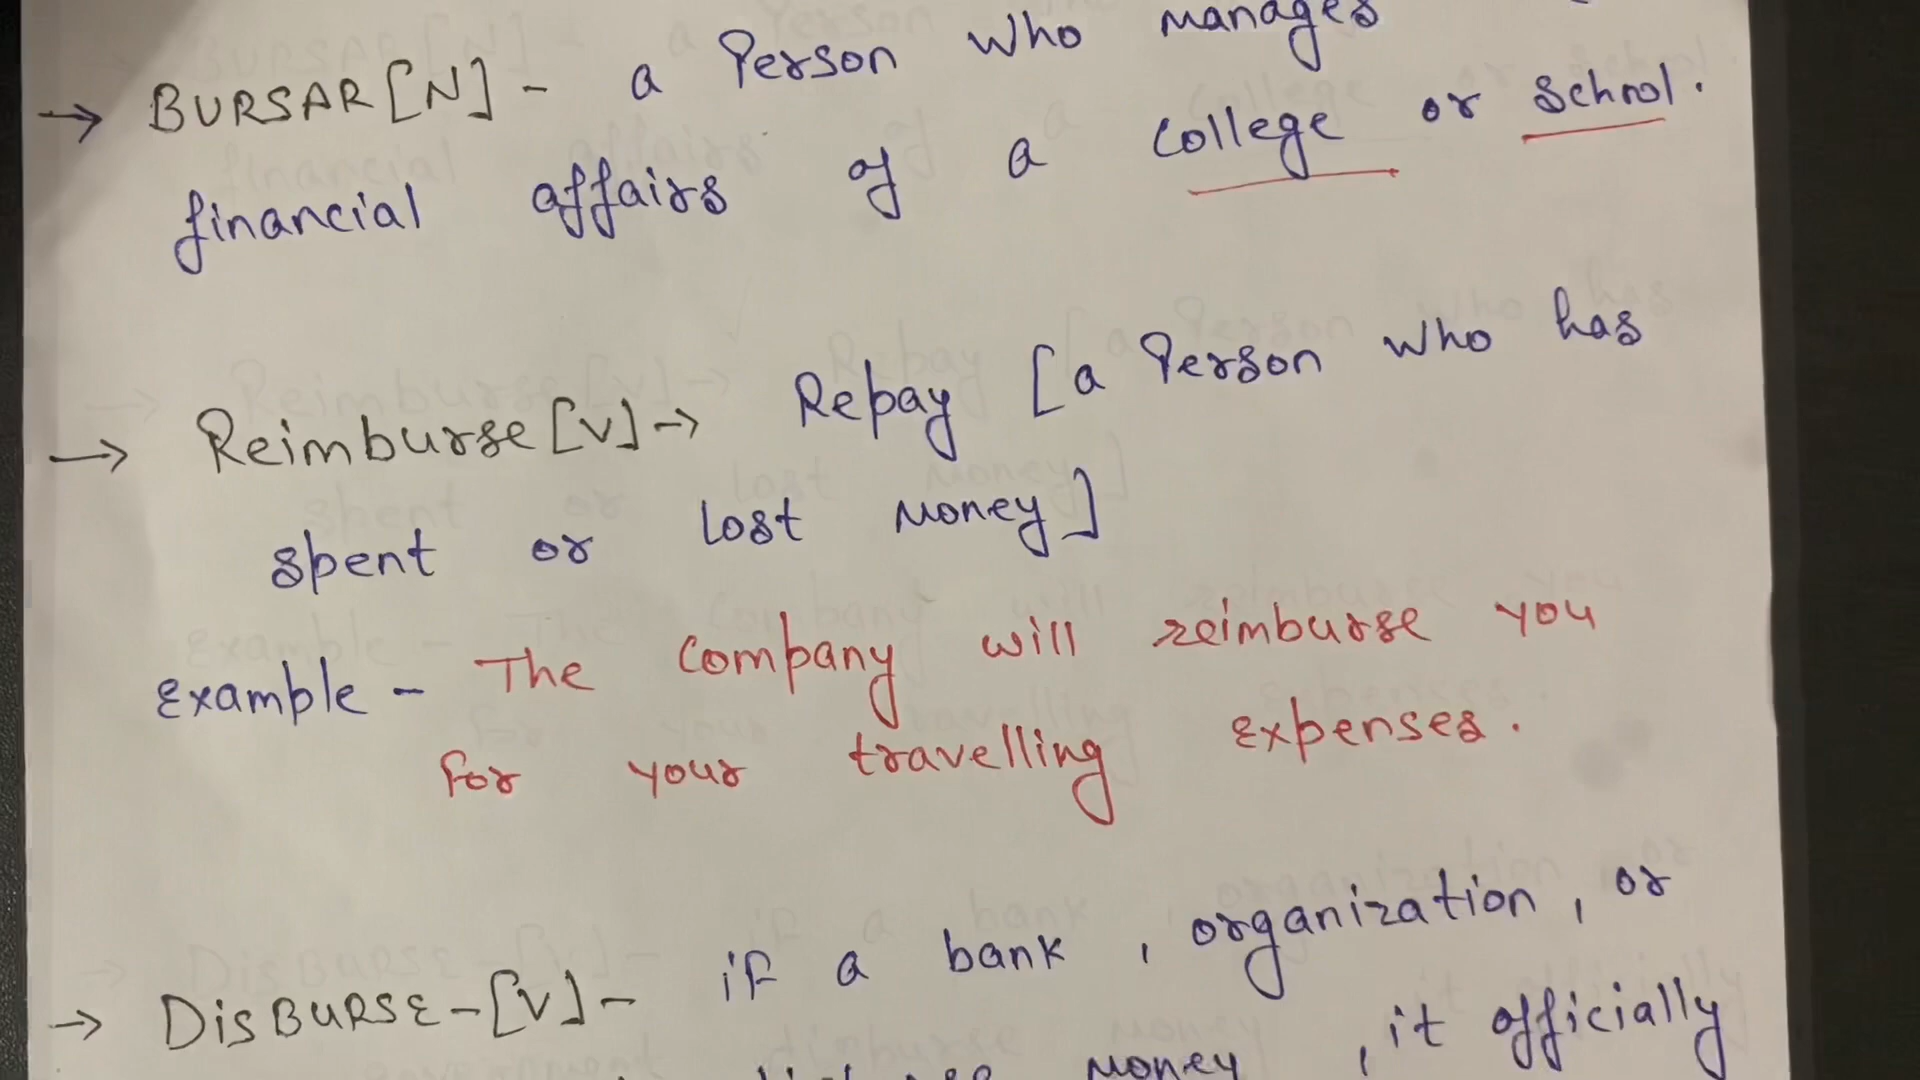 → BURSAR [N] - a Person who manages
financial affairs of a college or school.
→ Reimburse [V] → Repay [a Person who has
spent or lost Money]
Example - The company will reimburse you
for your travelling expenses.
→ DISBURSE - [V] - if a bank, organization, or
money, it officially